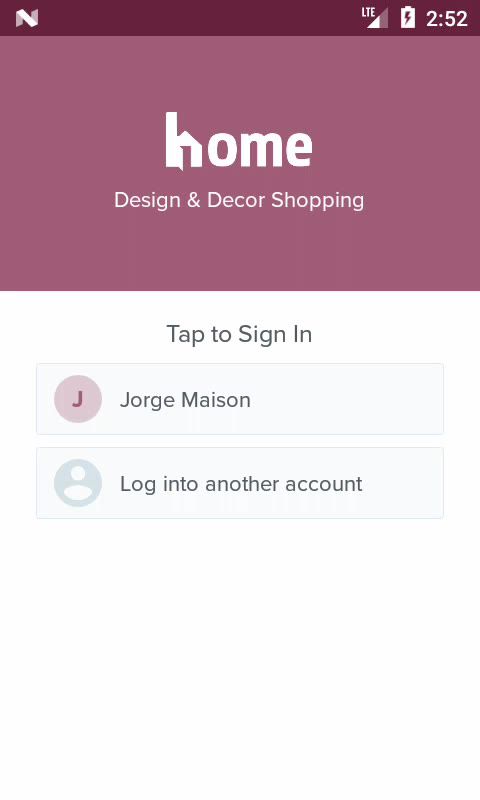 LTE 2:52
home
Design & Decor Shopping
Tap to Sign In
J Jorge Maison
Log into another account